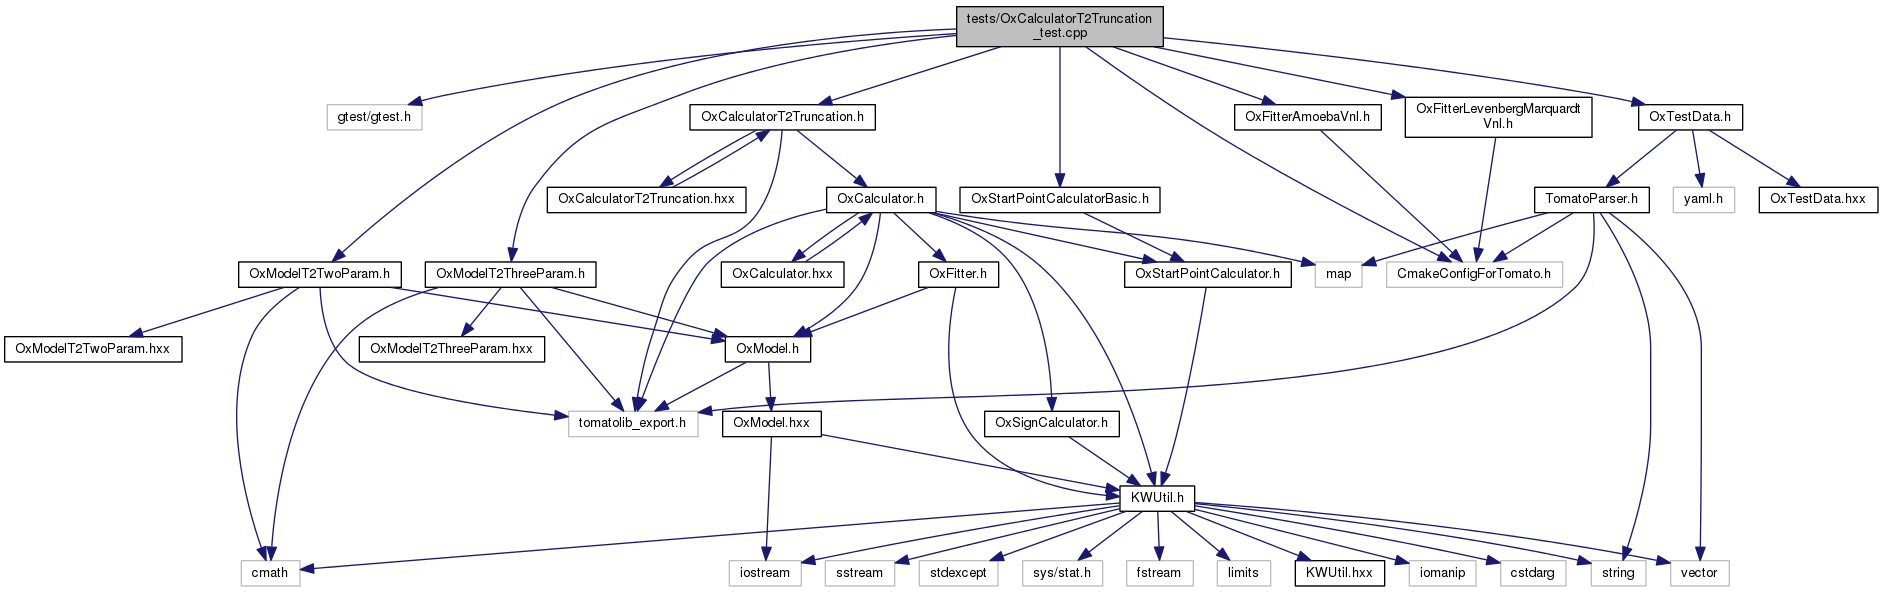 tests/OxCalculatorT2Truncation
_test.cpp
gtest/gtest.h
OxCalculatorT2Truncation.h
OxFitterAmoebaVnl.h
OxFitterLevenbergMarquardt
Vnl.h
OxTestData.h
OxCalculatorT2Truncation.hxx
OxCalculator.h
OxStartPointCalculatorBasic.h
TomatoParser.h
yaml.h
OxTestData.hxx
OxModelT2TwoParam.h
OxModelT2ThreeParam.h
OxCalculator.hxx
OxFitter.h
OxStartPointCalculator.h
map
CmakeConfigForTomato.h
OxModelT2TwoParam.hxx
OxModelT2ThreeParam.hxx
OxModel.h
tomatolib_export.h
OxModel.hxx
OxSignCalculator.h
KWUtil.h
cmath
iostream
sstream
stdexcept
sys/stat.h
fstream
limits
KWUtil.hxx
iomanip
cstdarg
string
vector